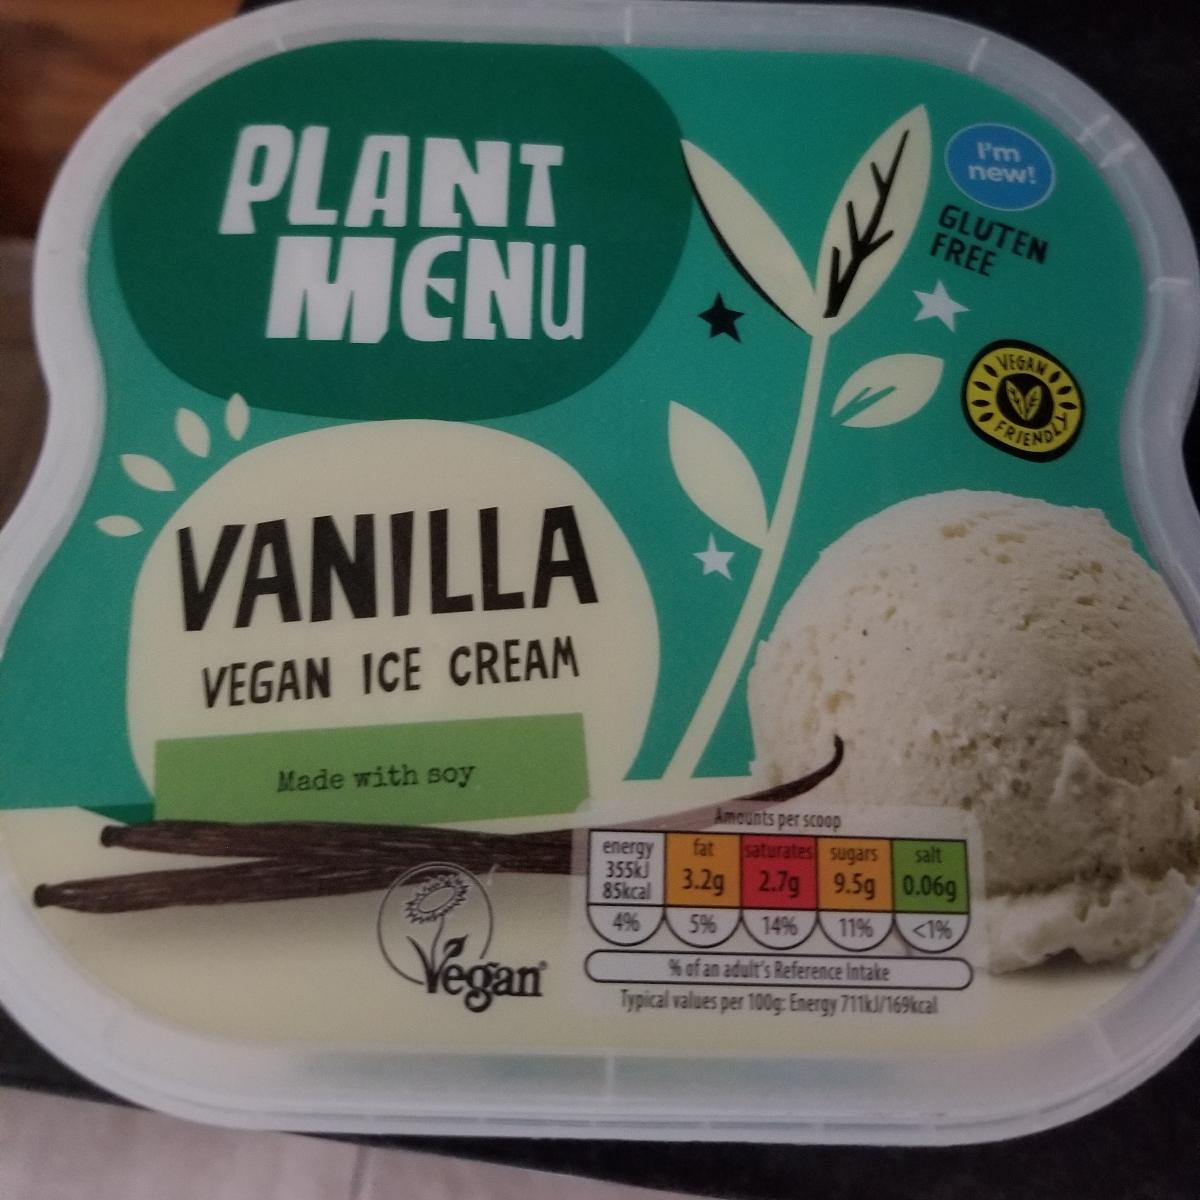 PLANT
MENU
I'm
new!
GLUTEN
FREE
VEGAN
FRIENDLY
VANILLA
VEGAN ICE CREAM
Made with soy
Vegan®
Amounts per scoop
energy fat saturates sugars salt
355kJ
85kcal 3.2g 2.7g 9.5g 0.06g
4% 5% 14% 11% <1%
% of an adult's Reference Intake
Typical values per 100g: Energy 711kJ/169kcal